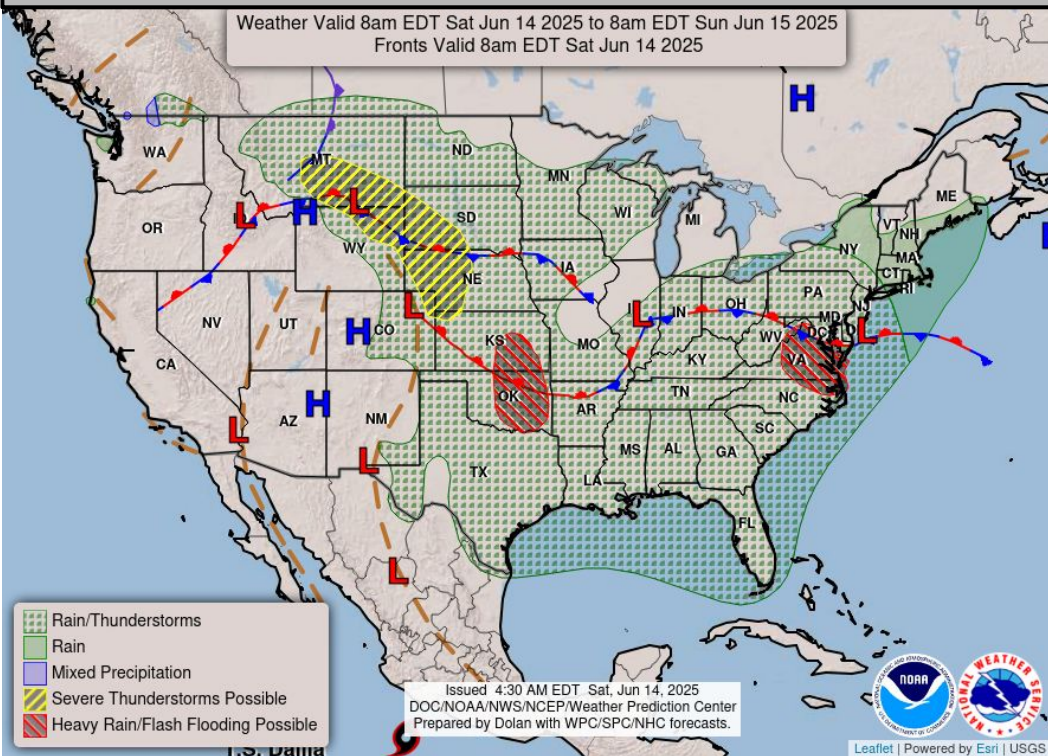 Weather Valid 8am EDT Sat Jun 14 2025 to 8am EDT Sun Jun 15 2025
Fronts Valid 8am EDT Sat Jun 14 2025
H
WA
MT
ND
MN
ME
OR
L
H
L
SD
WI
MI
VT
NH
NY
MA
WY
CT
RI
NE
IA
PA
NJ
L
L
IN
OH
MD
NV
UT
H
CO
KS
MO
WV
DC
L
CA
KY
VA
AZ
H
NM
OK
AR
TN
NC
L
SC
L
TX
MS
AL
GA
LA
FL
L
Rain/Thunderstorms
Rain
Mixed Precipitation
Severe Thunderstorms Possible
Heavy Rain/Flash Flooding Possible
Issued 4:30 AM EDT Sat, Jun 14, 2025
DOC/NOAA/NWS/NCEP/Weather Prediction Center
Prepared by Dolan with WPC/SPC/NHC forecasts.
NOAA
NATIONAL WEATHER SERVICE
Leaflet | Powered by Esri | USGS